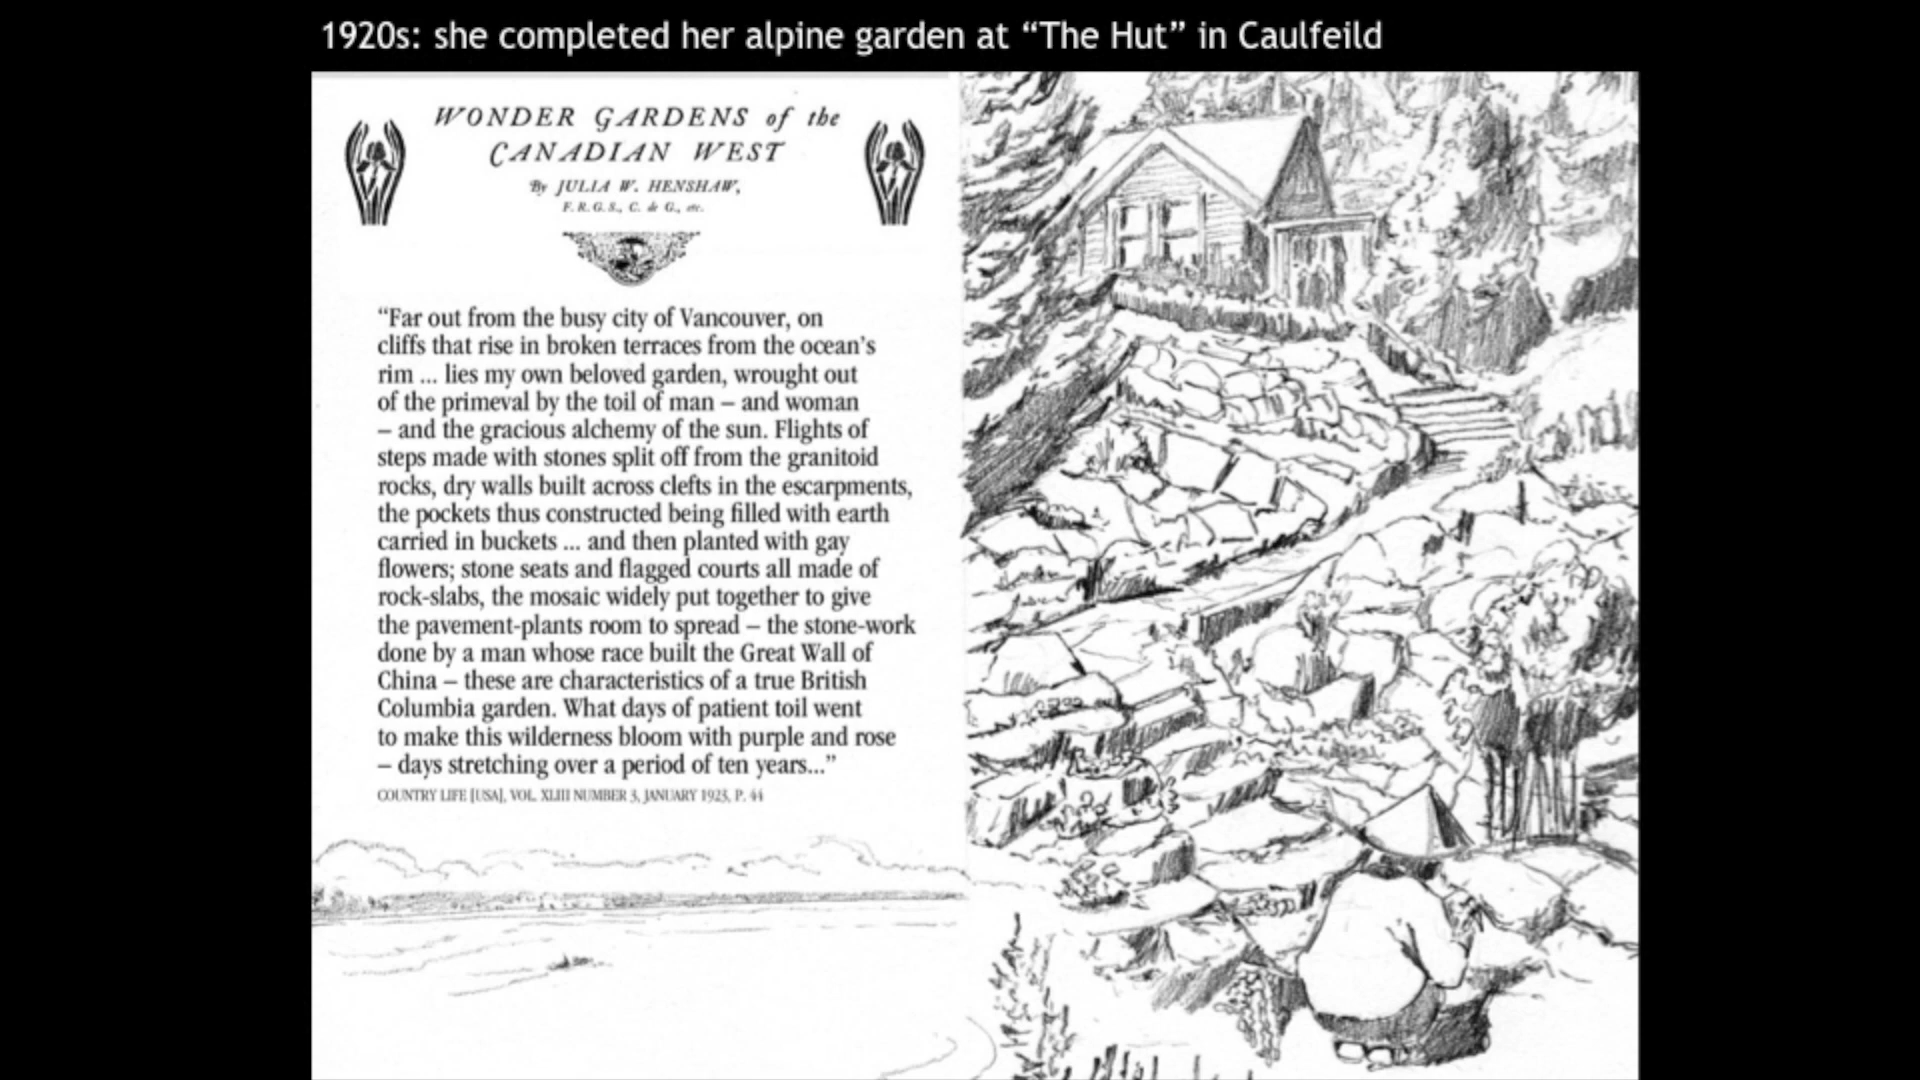 1920s: she completed her alpine garden at “The Hut” in Caulfeild
WONDER GARDENS of the
CANADIAN WEST
By JULIA W. HENSHAW,
F. R. G. S., C. de G., etc.
“Far out from the busy city of Vancouver, on
cliffs that rise in broken terraces from the ocean’s
rim ... lies my own beloved garden, wrought out
of the primeval by the toil of man – and woman
– and the gracious alchemy of the sun. Flights of
steps made with stones split off from the granitoid
rocks, dry walls built across clefts in the escarpments,
the pockets thus constructed being filled with earth
carried in buckets ... and then planted with gay
flowers; stone seats and flagged courts all made of
rock-slabs, the mosaic widely put together to give
the pavement-plants room to spread – the stone-work
done by a man whose race built the Great Wall of
China – these are characteristics of a true British
Columbia garden. What days of patient toil went
to make this wilderness bloom with purple and rose
– days stretching over a period of ten years...”
COUNTRY LIFE [USA], VOL. XLIII NUMBER 3, JANUARY 1923, P. 44